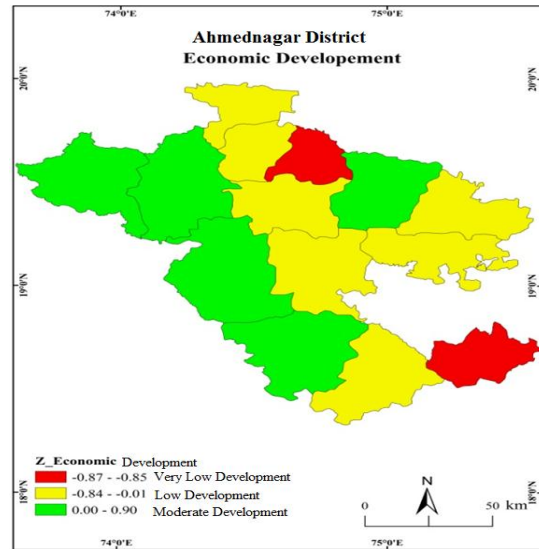 74°0'E 75°0'E
Ahmednagar District
Economic Developement
20°0'N 20°0'N
19°0'N 19°0'N
18°0'N 18°0'N
Z_Economic Development
-0.87 - -0.85 Very Low Development
-0.84 - -0.01 Low Development
0.00 - 0.90 Moderate Development
N
0 50 km
74°0'E 75°0'E